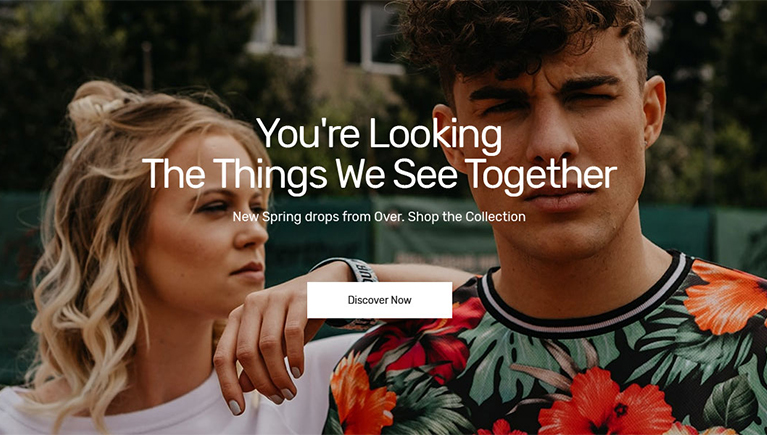 You're Looking
The Things We See Together
New Spring drops from Over. Shop the Collection
Discover Now